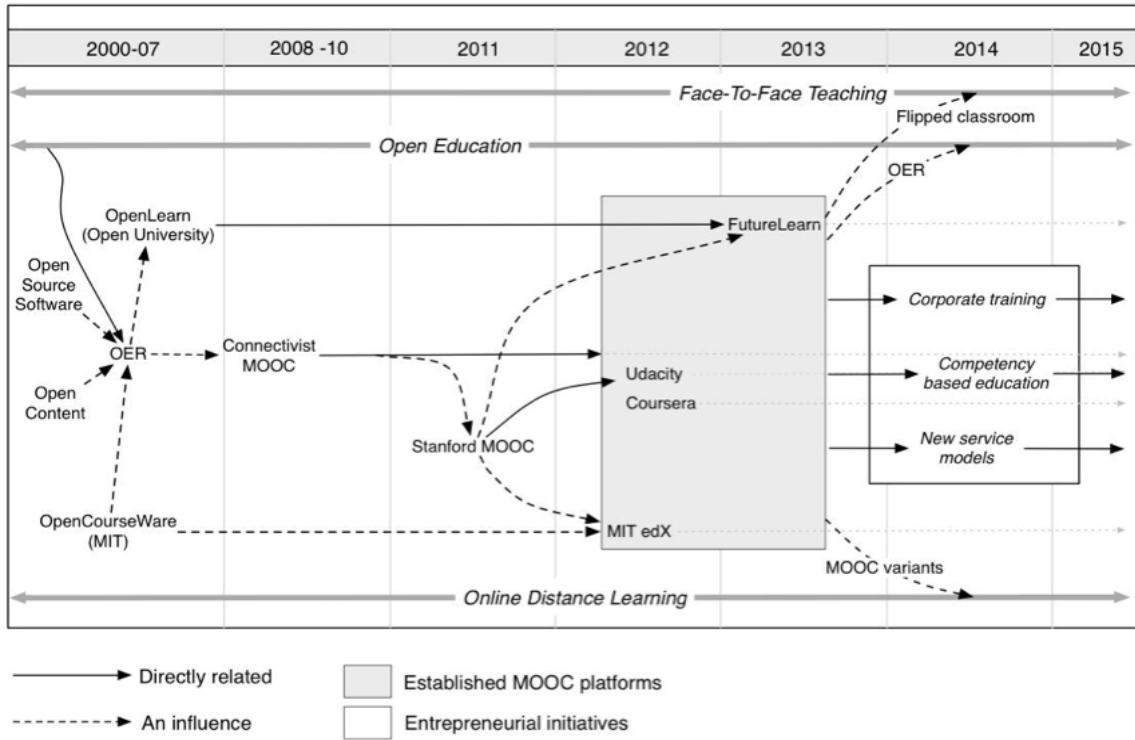 2000-07
2008 -10
2011
2012
2013
2014
2015
Face-To-Face Teaching
Flipped classroom
Open Education
OER
OpenLearn
(Open University)
FutureLearn
Open
Source
Software
Corporate training
OER
Connectivist
MOOC
Udacity
Competency
based education
Open
Content
Coursera
Stanford MOOC
New service
models
OpenCourseWare
(MIT)
MIT edX
MOOC variants
Online Distance Learning
Directly related
Established MOOC platforms
An influence
Entrepreneurial initiatives